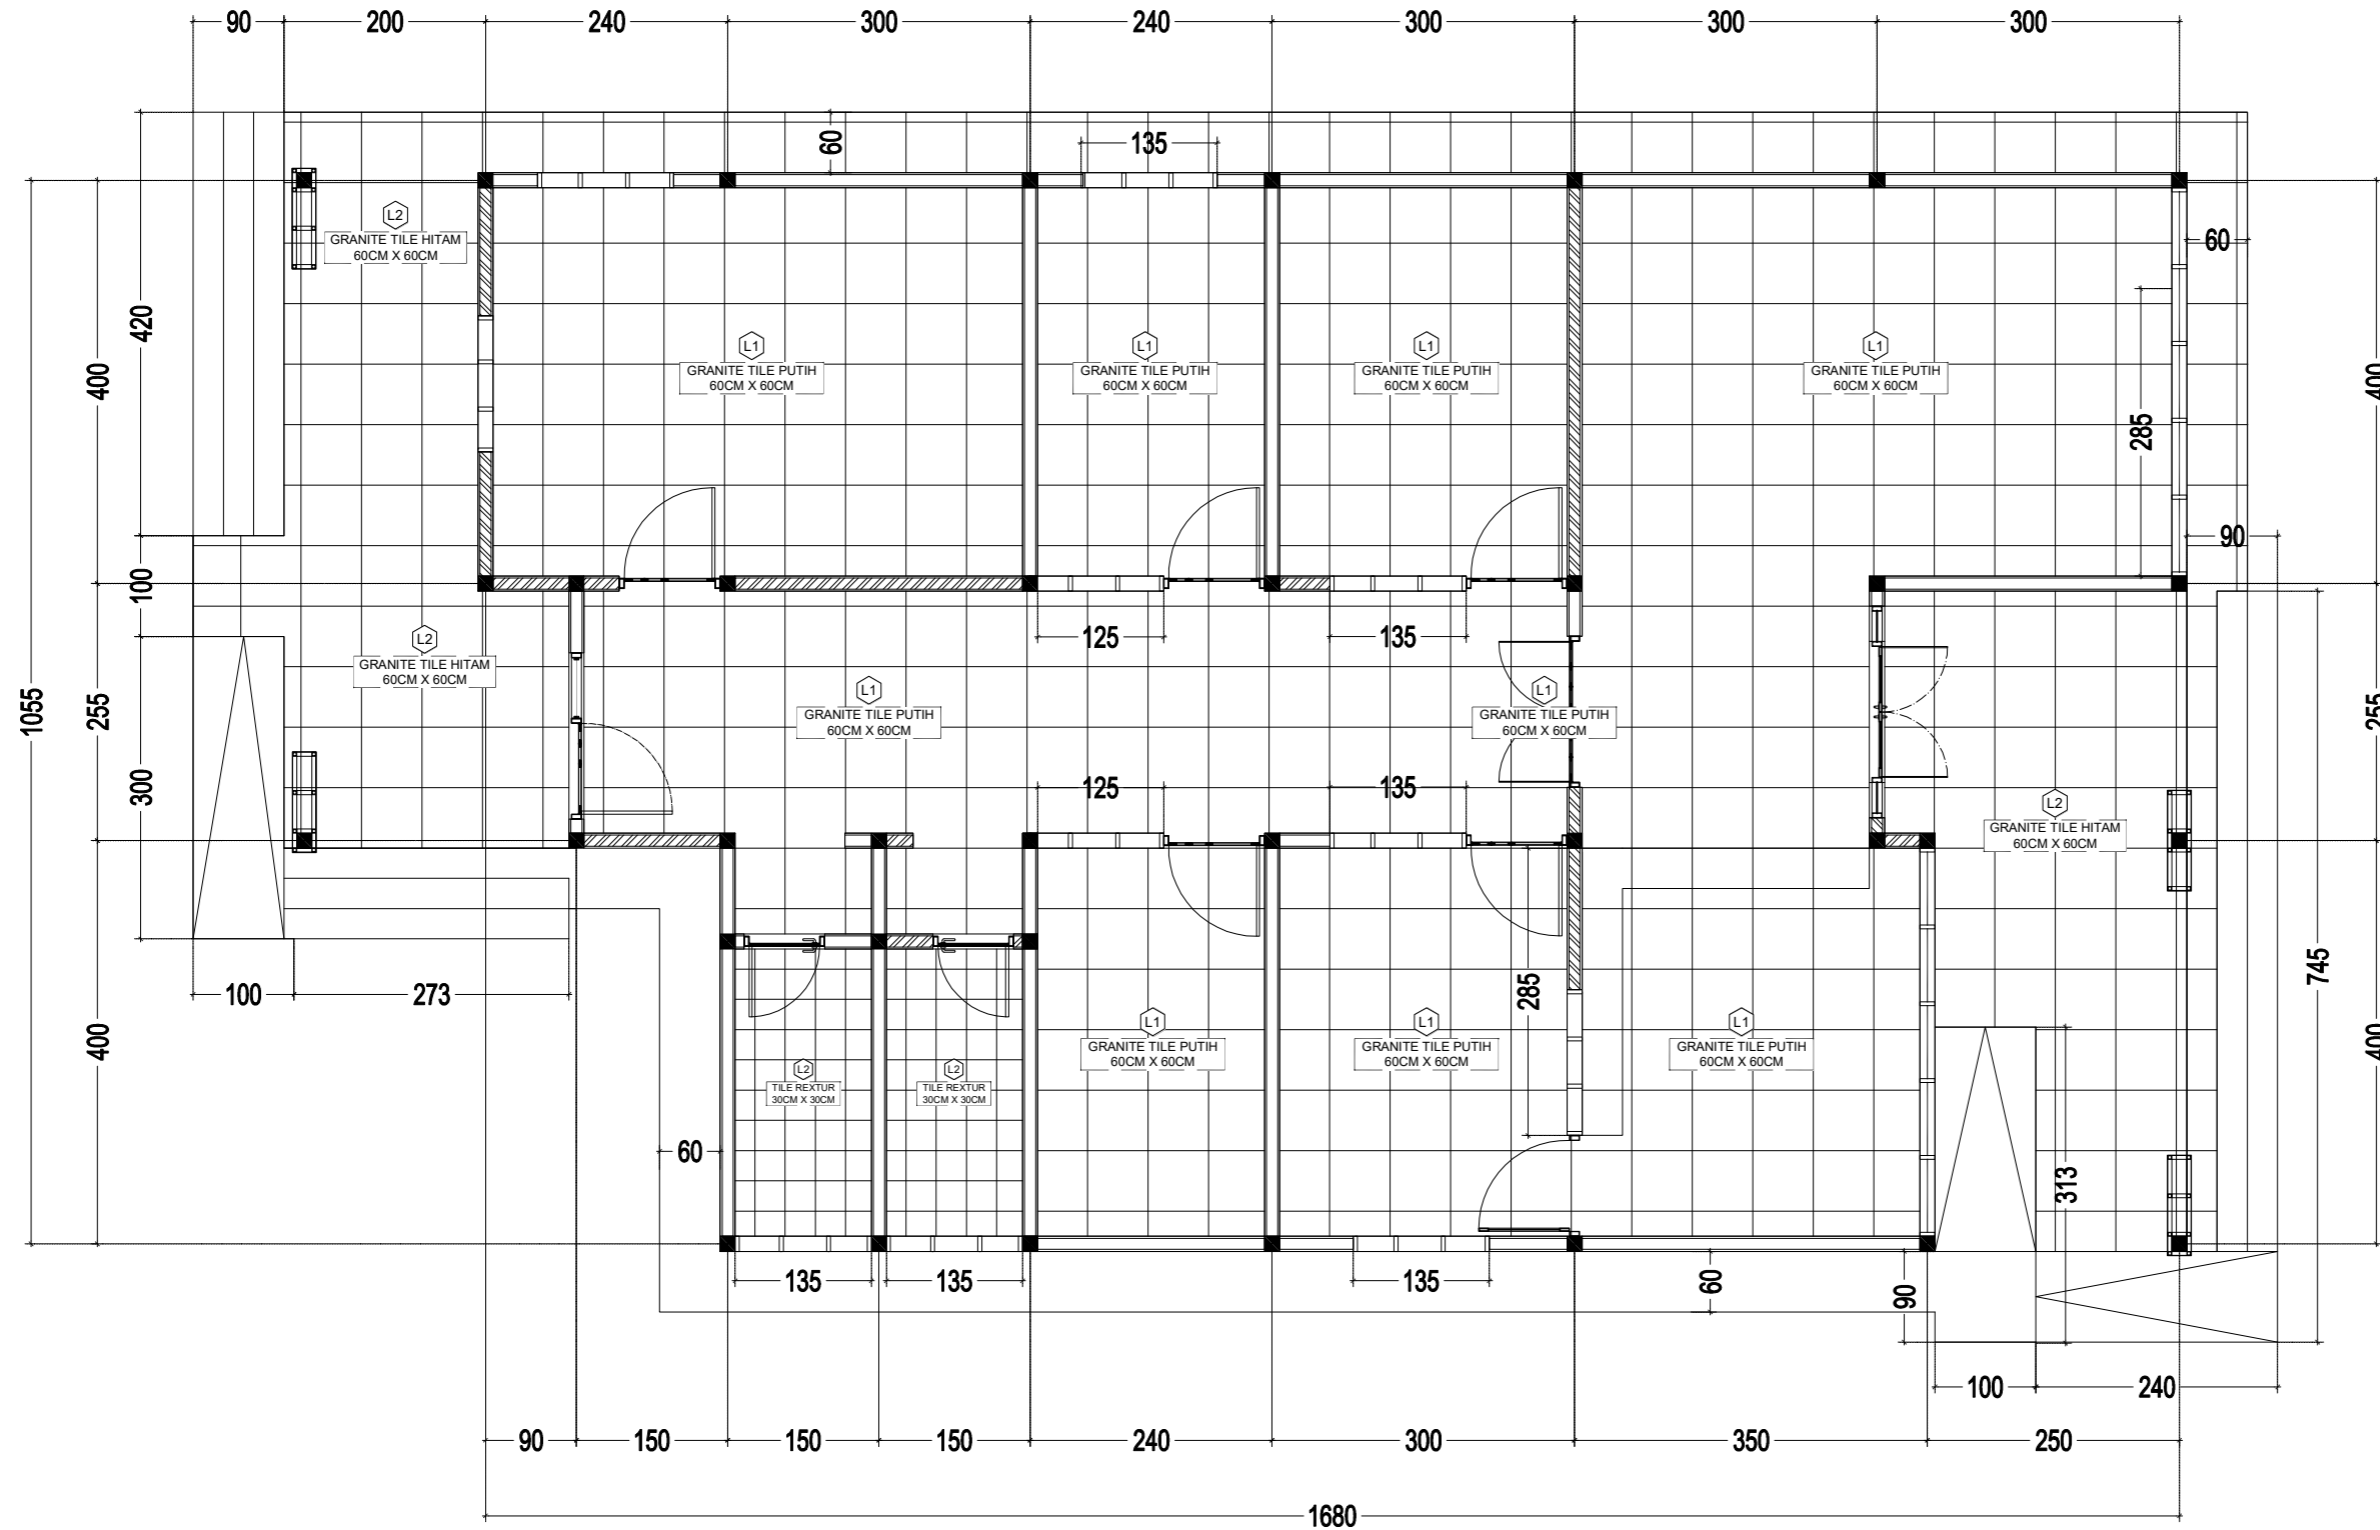 90 200 240 300 240 300 300 300
60
135
L2
GRANITE TILE HITAM
60CM X 60CM
60
420
400
L1
GRANITE TILE PUTIH
60CM X 60CM
L1
GRANITE TILE PUTIH
60CM X 60CM
L1
GRANITE TILE PUTIH
60CM X 60CM
L1
GRANITE TILE PUTIH
60CM X 60CM
400
285
90
100
125
135
L2
GRANITE TILE HITAM
60CM X 60CM
1055
255
L1
GRANITE TILE PUTIH
60CM X 60CM
L1
GRANITE TILE PUTIH
60CM X 60CM
255
300
125
135
L2
GRANITE TILE HITAM
60CM X 60CM
100 273
285
745
400
L1
GRANITE TILE PUTIH
60CM X 60CM
L1
GRANITE TILE PUTIH
60CM X 60CM
L1
GRANITE TILE PUTIH
60CM X 60CM
400
L2
TILE REXTUR
30CM X 30CM
L2
TILE REXTUR
30CM X 30CM
60
313
135
135
135
60
90
100 240
90 150 150 150 240 300 350 250
1680